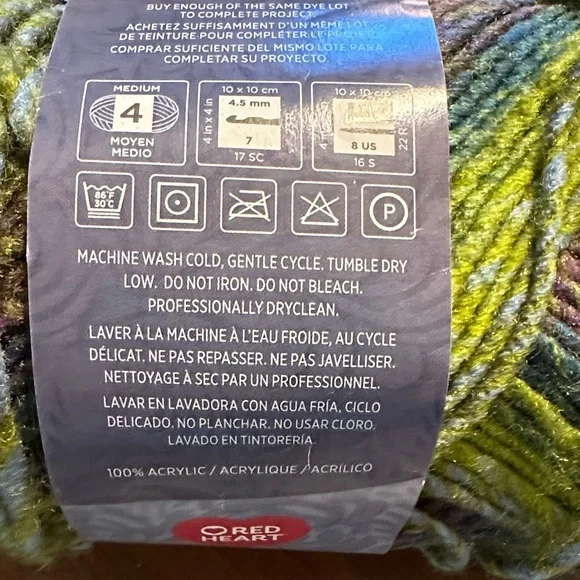 BUY ENOUGH OF THE SAME DYE LOT
TO COMPLETE PROJECT.
ACHETEZ SUFFISAMMENT D'UN MÊME LOT
DE TEINTURE POUR COMPLÉTER LE PROJET.
COMPRAR SUFICIENTE DEL MISMO LOTE PARA
COMPLETAR SU PROYECTO
MEDIUM
4
MOYEN
MEDIO
10 x 10 cm
4 in x 4 in
4.5 mm
7
17 SC
10 x 10 cm
8 US
22 R
16 S
86°F
30°C
P
MACHINE WASH COLD, GENTLE CYCLE. TUMBLE DRY
LOW. DO NOT IRON. DO NOT BLEACH.
PROFESSIONALLY DRYCLEAN.
LAVER À LA MACHINE À L'EAU FROIDE, AU CYCLE
DÉLICAT. NE PAS REPASSER. NE PAS JAVELLISER.
NETTOYAGE À SEC PAR UN PROFESSIONNEL.
LAVAR EN LAVADORA CON AGUA FRÍA, CICLO
DELICADO. NO PLANCHAR. NO USAR CLORO.
LAVADO EN TINTORERÍA.
100% ACRYLIC / ACRYLIQUE / ACRÍLICO
RED
HEART